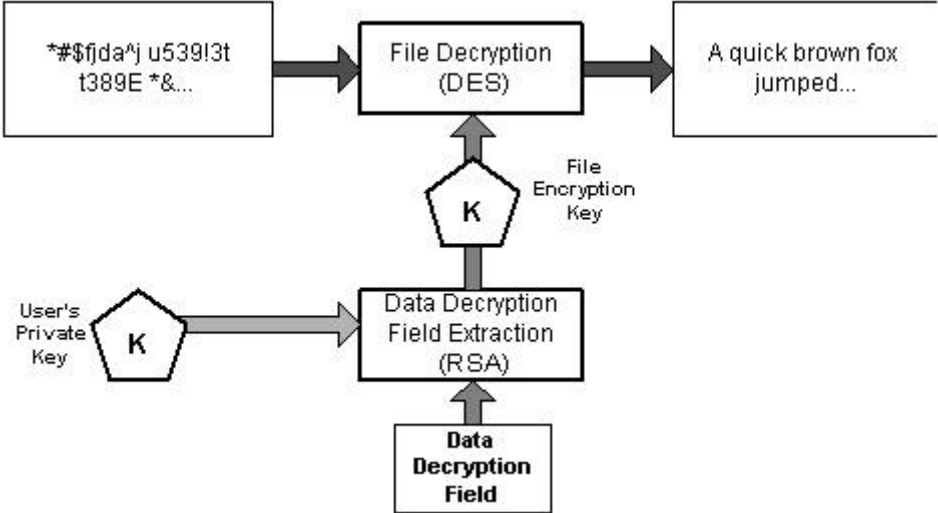 *#$fjda^j u539!3t
t389E *&...
File Decryption
(DES)
A quick brown fox
jumped...
File
Encryption
Key
K
User's
Private
Key
K
Data Decryption
Field Extraction
(RSA)
Data
Decryption
Field